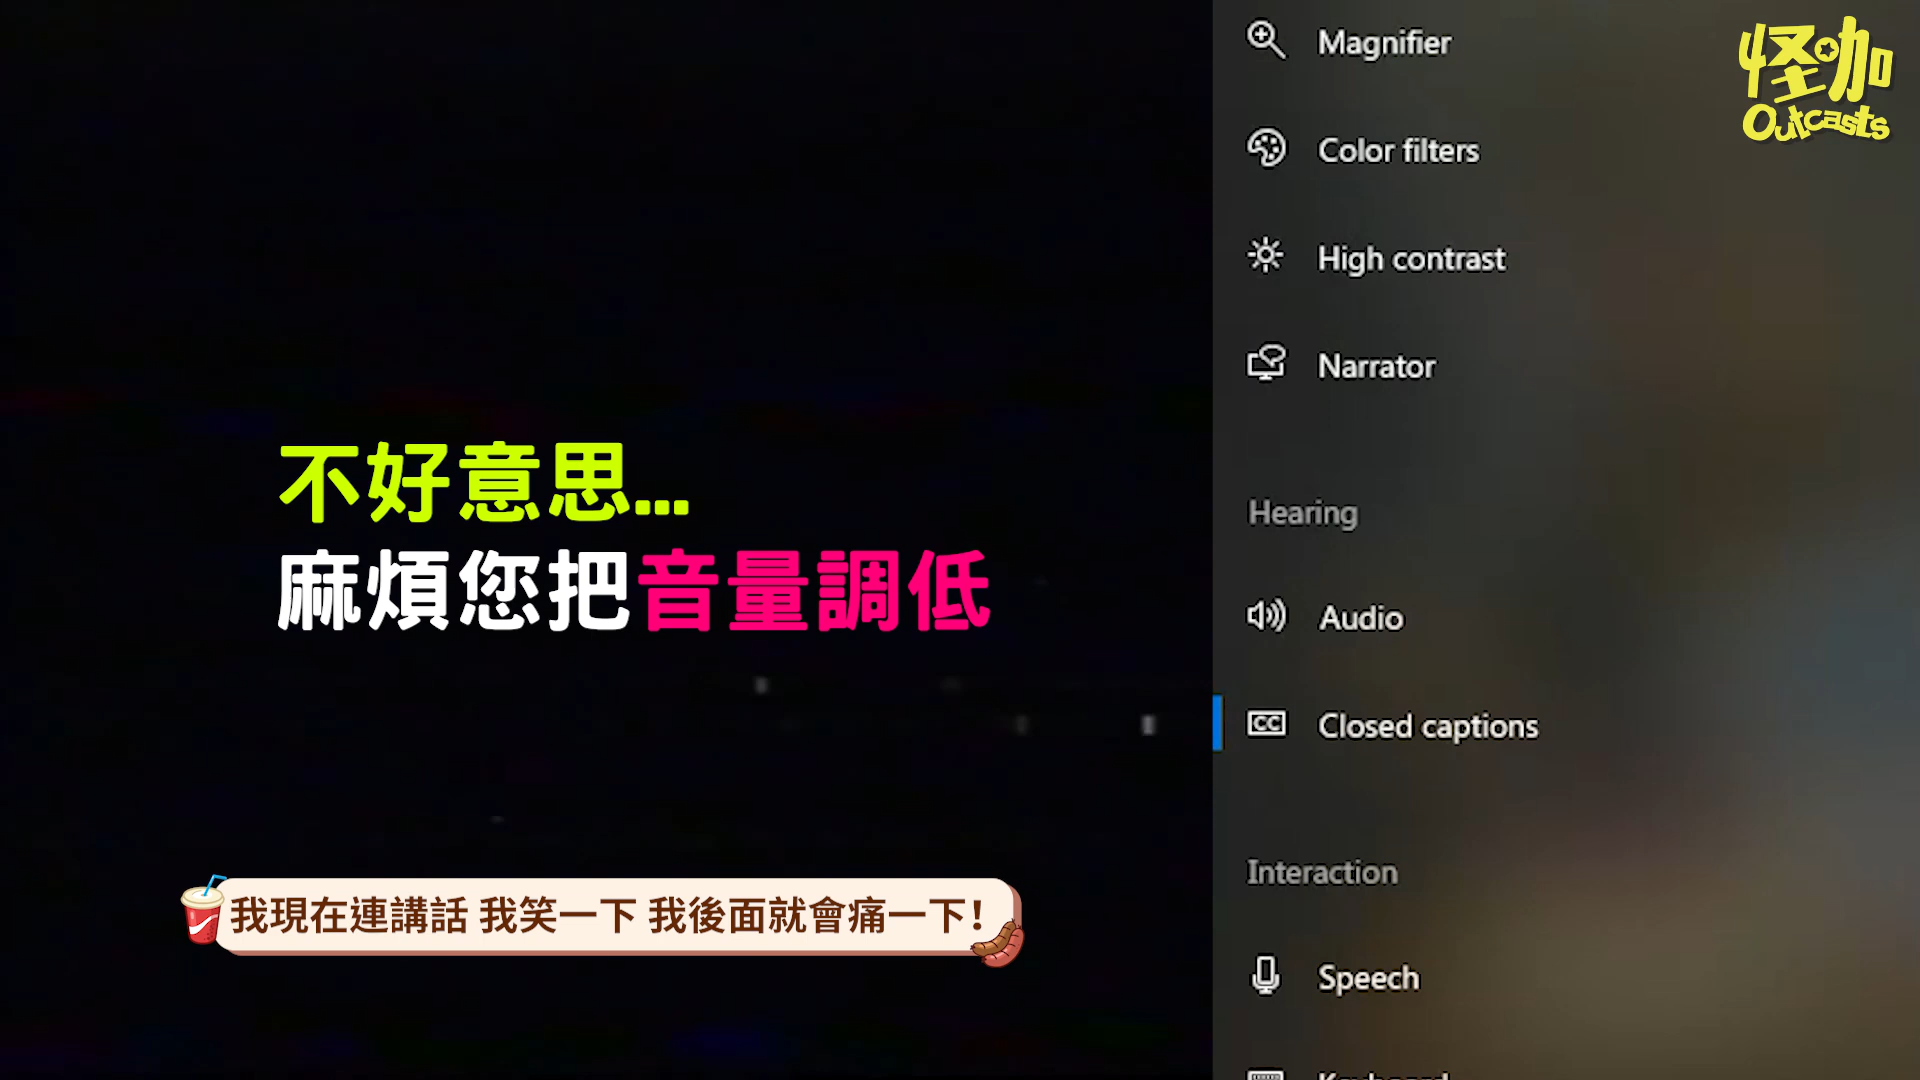 不好意思...
麻煩您把音量調低
我現在連講話 我笑一下 我後面就會痛一下!
Magnifier
Color filters
High contrast
Narrator
Hearing
Audio
CC
Closed captions
Interaction
Speech
怪咖
Outcasts